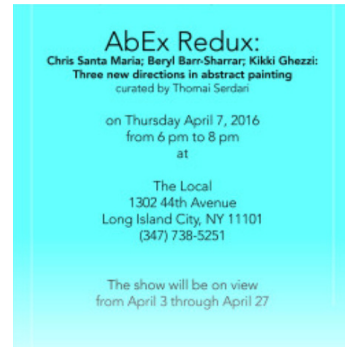 AbEx Redux:
Chris Santa Maria; Beryl Barr-Sharrar; Kikki Ghezzi:
Three new directions in abstract painting
curated by Thomai Serdari
on Thursday April 7, 2016
from 6 pm to 8 pm
at
The Local
1302 44th Avenue
Long Island City, NY 11101
(347) 738-5251
The show will be on view
from April 3 through April 27